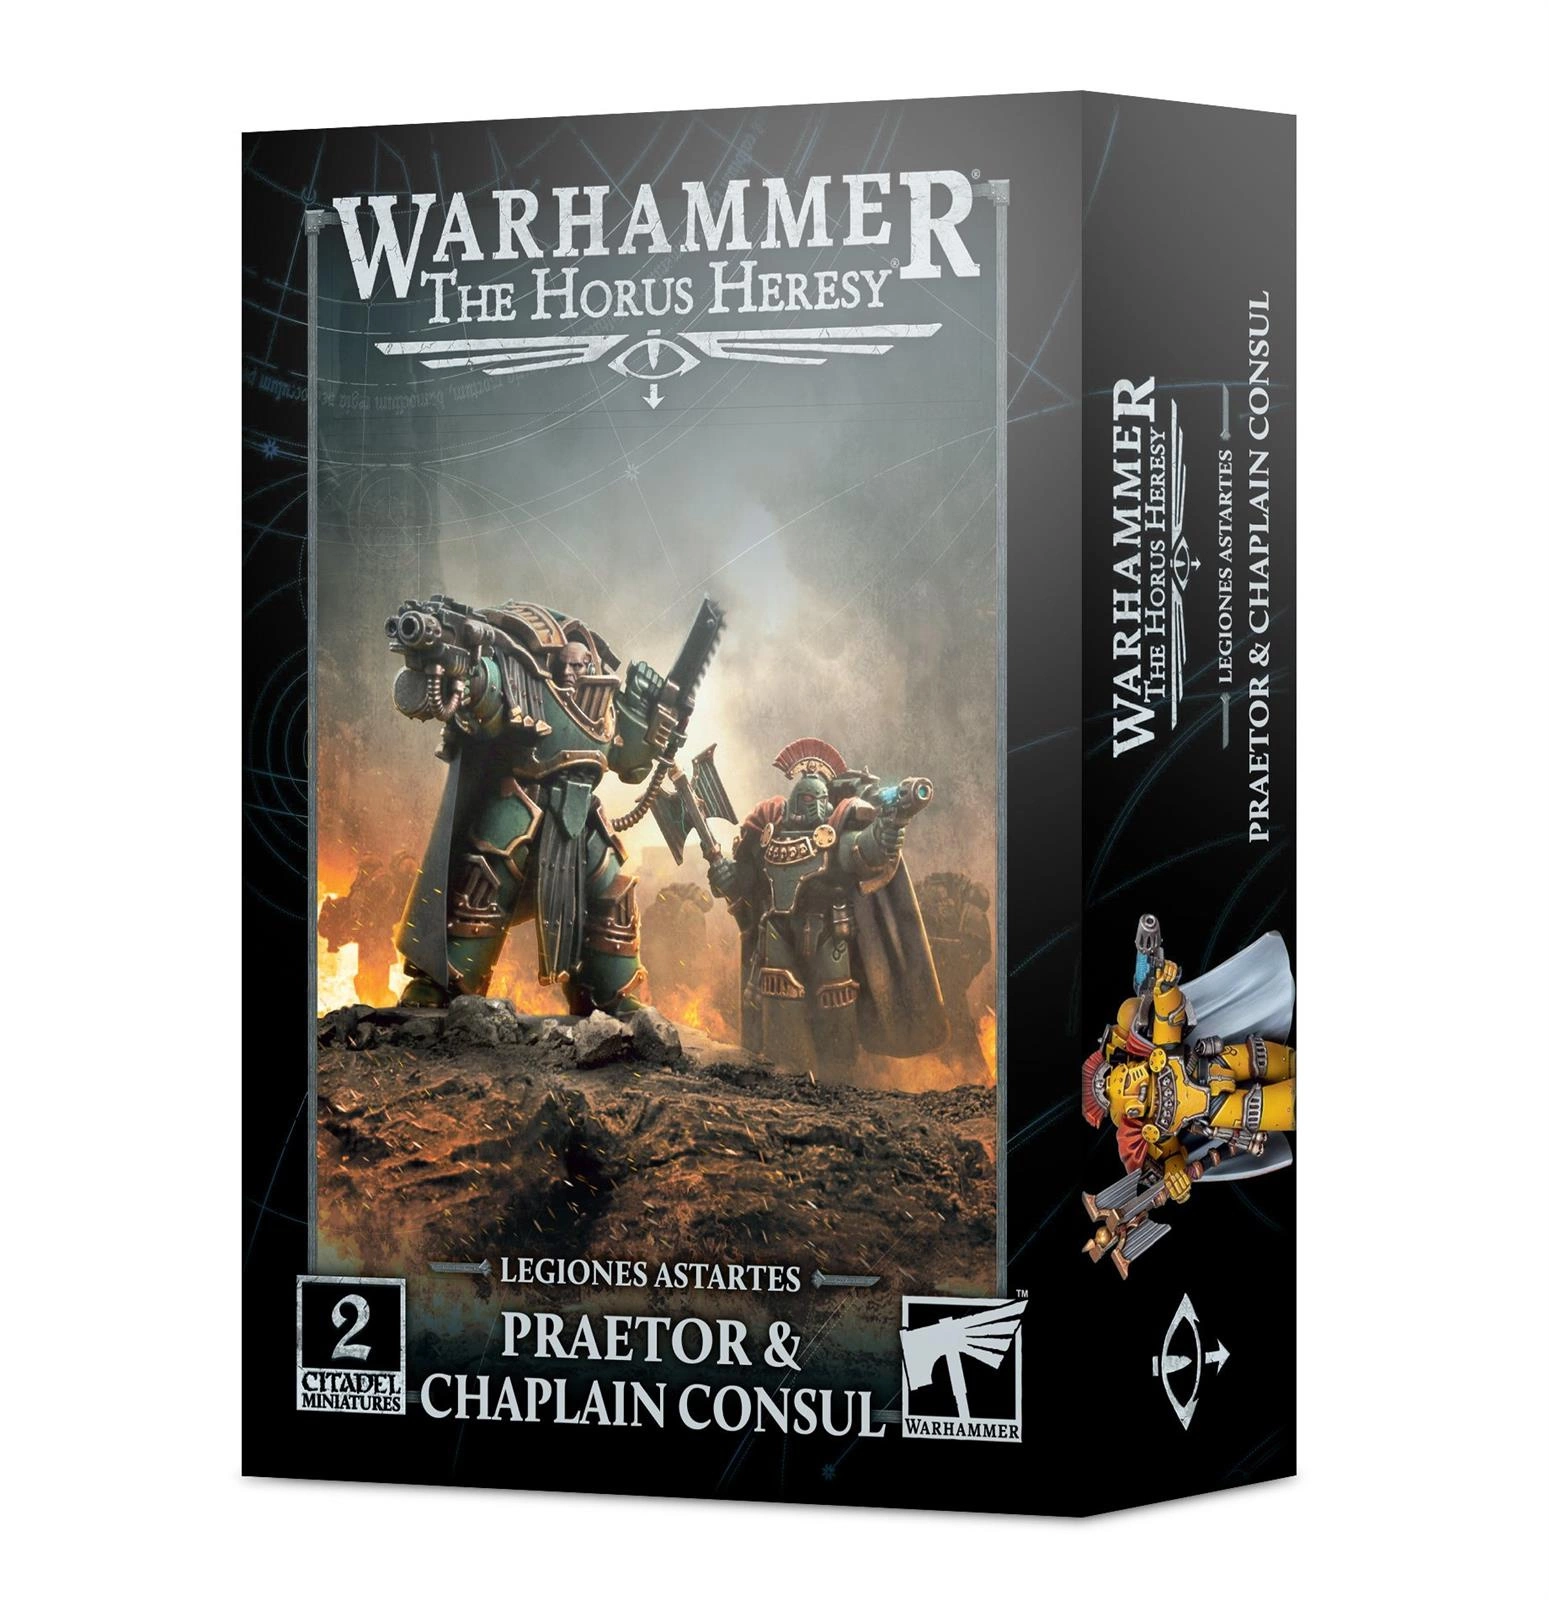 WARHAMMER®
THE HORUS HERESY®
LEGIONES ASTARTES
PRAETOR &
CHAPLAIN CONSUL
2
CITADEL
MINIATURES
™
WARHAMMER
WARHAMMER
THE HORUS HERESY
LEGIONES ASTARTES
PRAETOR & CHAPLAIN CONSUL